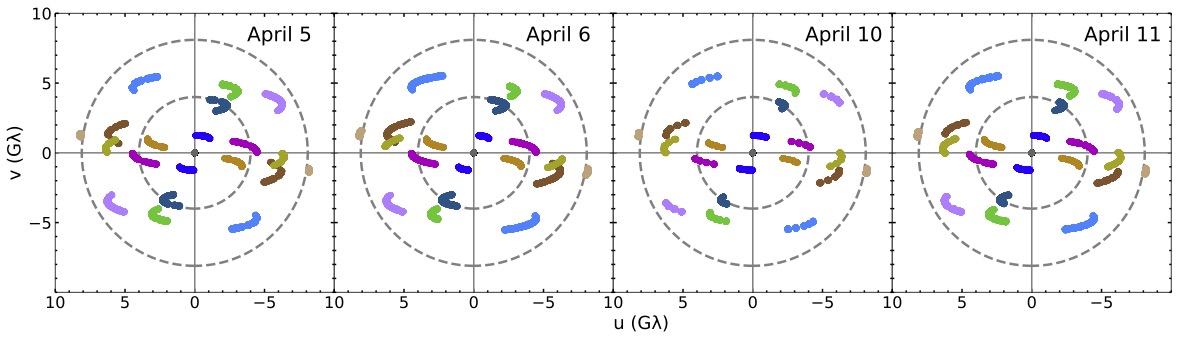 April 5
April 6
April 10
April 11
10
5
0
−5
v (Gλ)
10 5 0 −5 10 5 0 −5 10 5 0 −5 10 5 0 −5
u (Gλ)